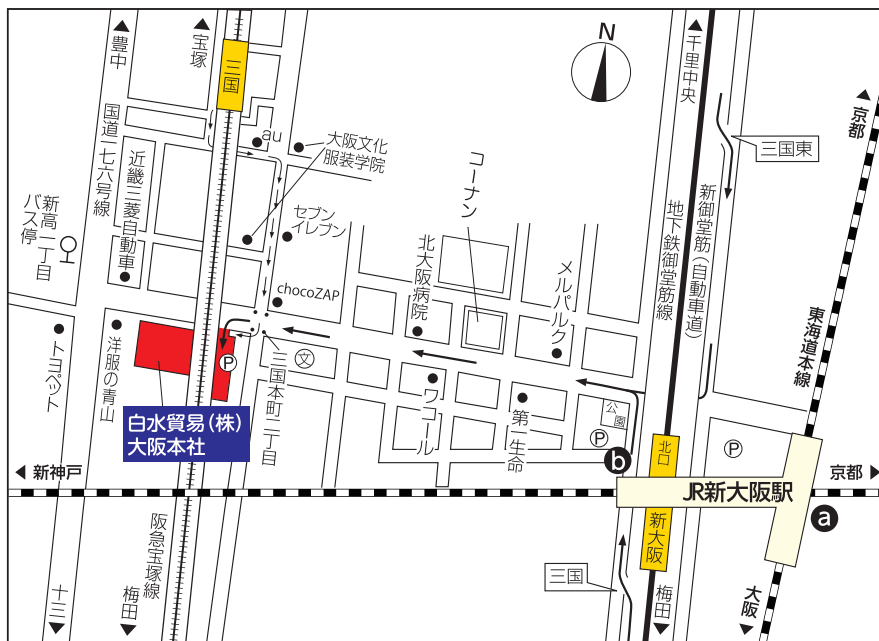 ▲豊中
▲宝塚
三国
N
▲千里中央
京都▲
三国東
au
大阪文化
服装学院
コーナン
国道一七六号線
近畿三菱自動車
新高一丁目
バス停
セブン
イレブン
chocoZAP
北大阪病院
メルパルク
地下鉄御堂筋線
新御堂筋(自動車道)
東海道本線
トヨペット
洋服の青山
P
三国本町二丁目
文
ワコール
第一生命
公園
P
P
白水貿易(株)
大阪本社
b
北口
◀新神戸
京都▶
JR新大阪駅
a
新大阪
阪急宝塚線
三国
十三▼
梅田▼
梅田▼
大阪▼